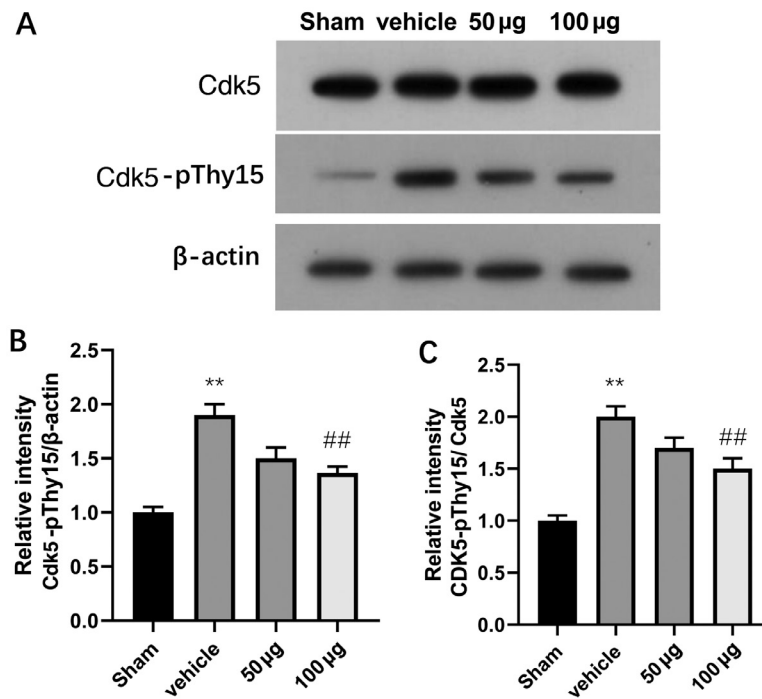 A
Sham vehicle 50 µg 100 µg
Cdk5
Cdk5-pThy15
β-actin
B
Relative intensity
Cdk5-pThy15/β-actin
2.5
2.0
1.5
1.0
0.5
0.0
**
##
Sham
vehicle
50 µg
100 µg
C
Relative intensity
CDK5-pThy15/Cdk5
2.5
2.0
1.5
1.0
0.5
0.0
**
##
Sham
vehicle
50 µg
100 µg